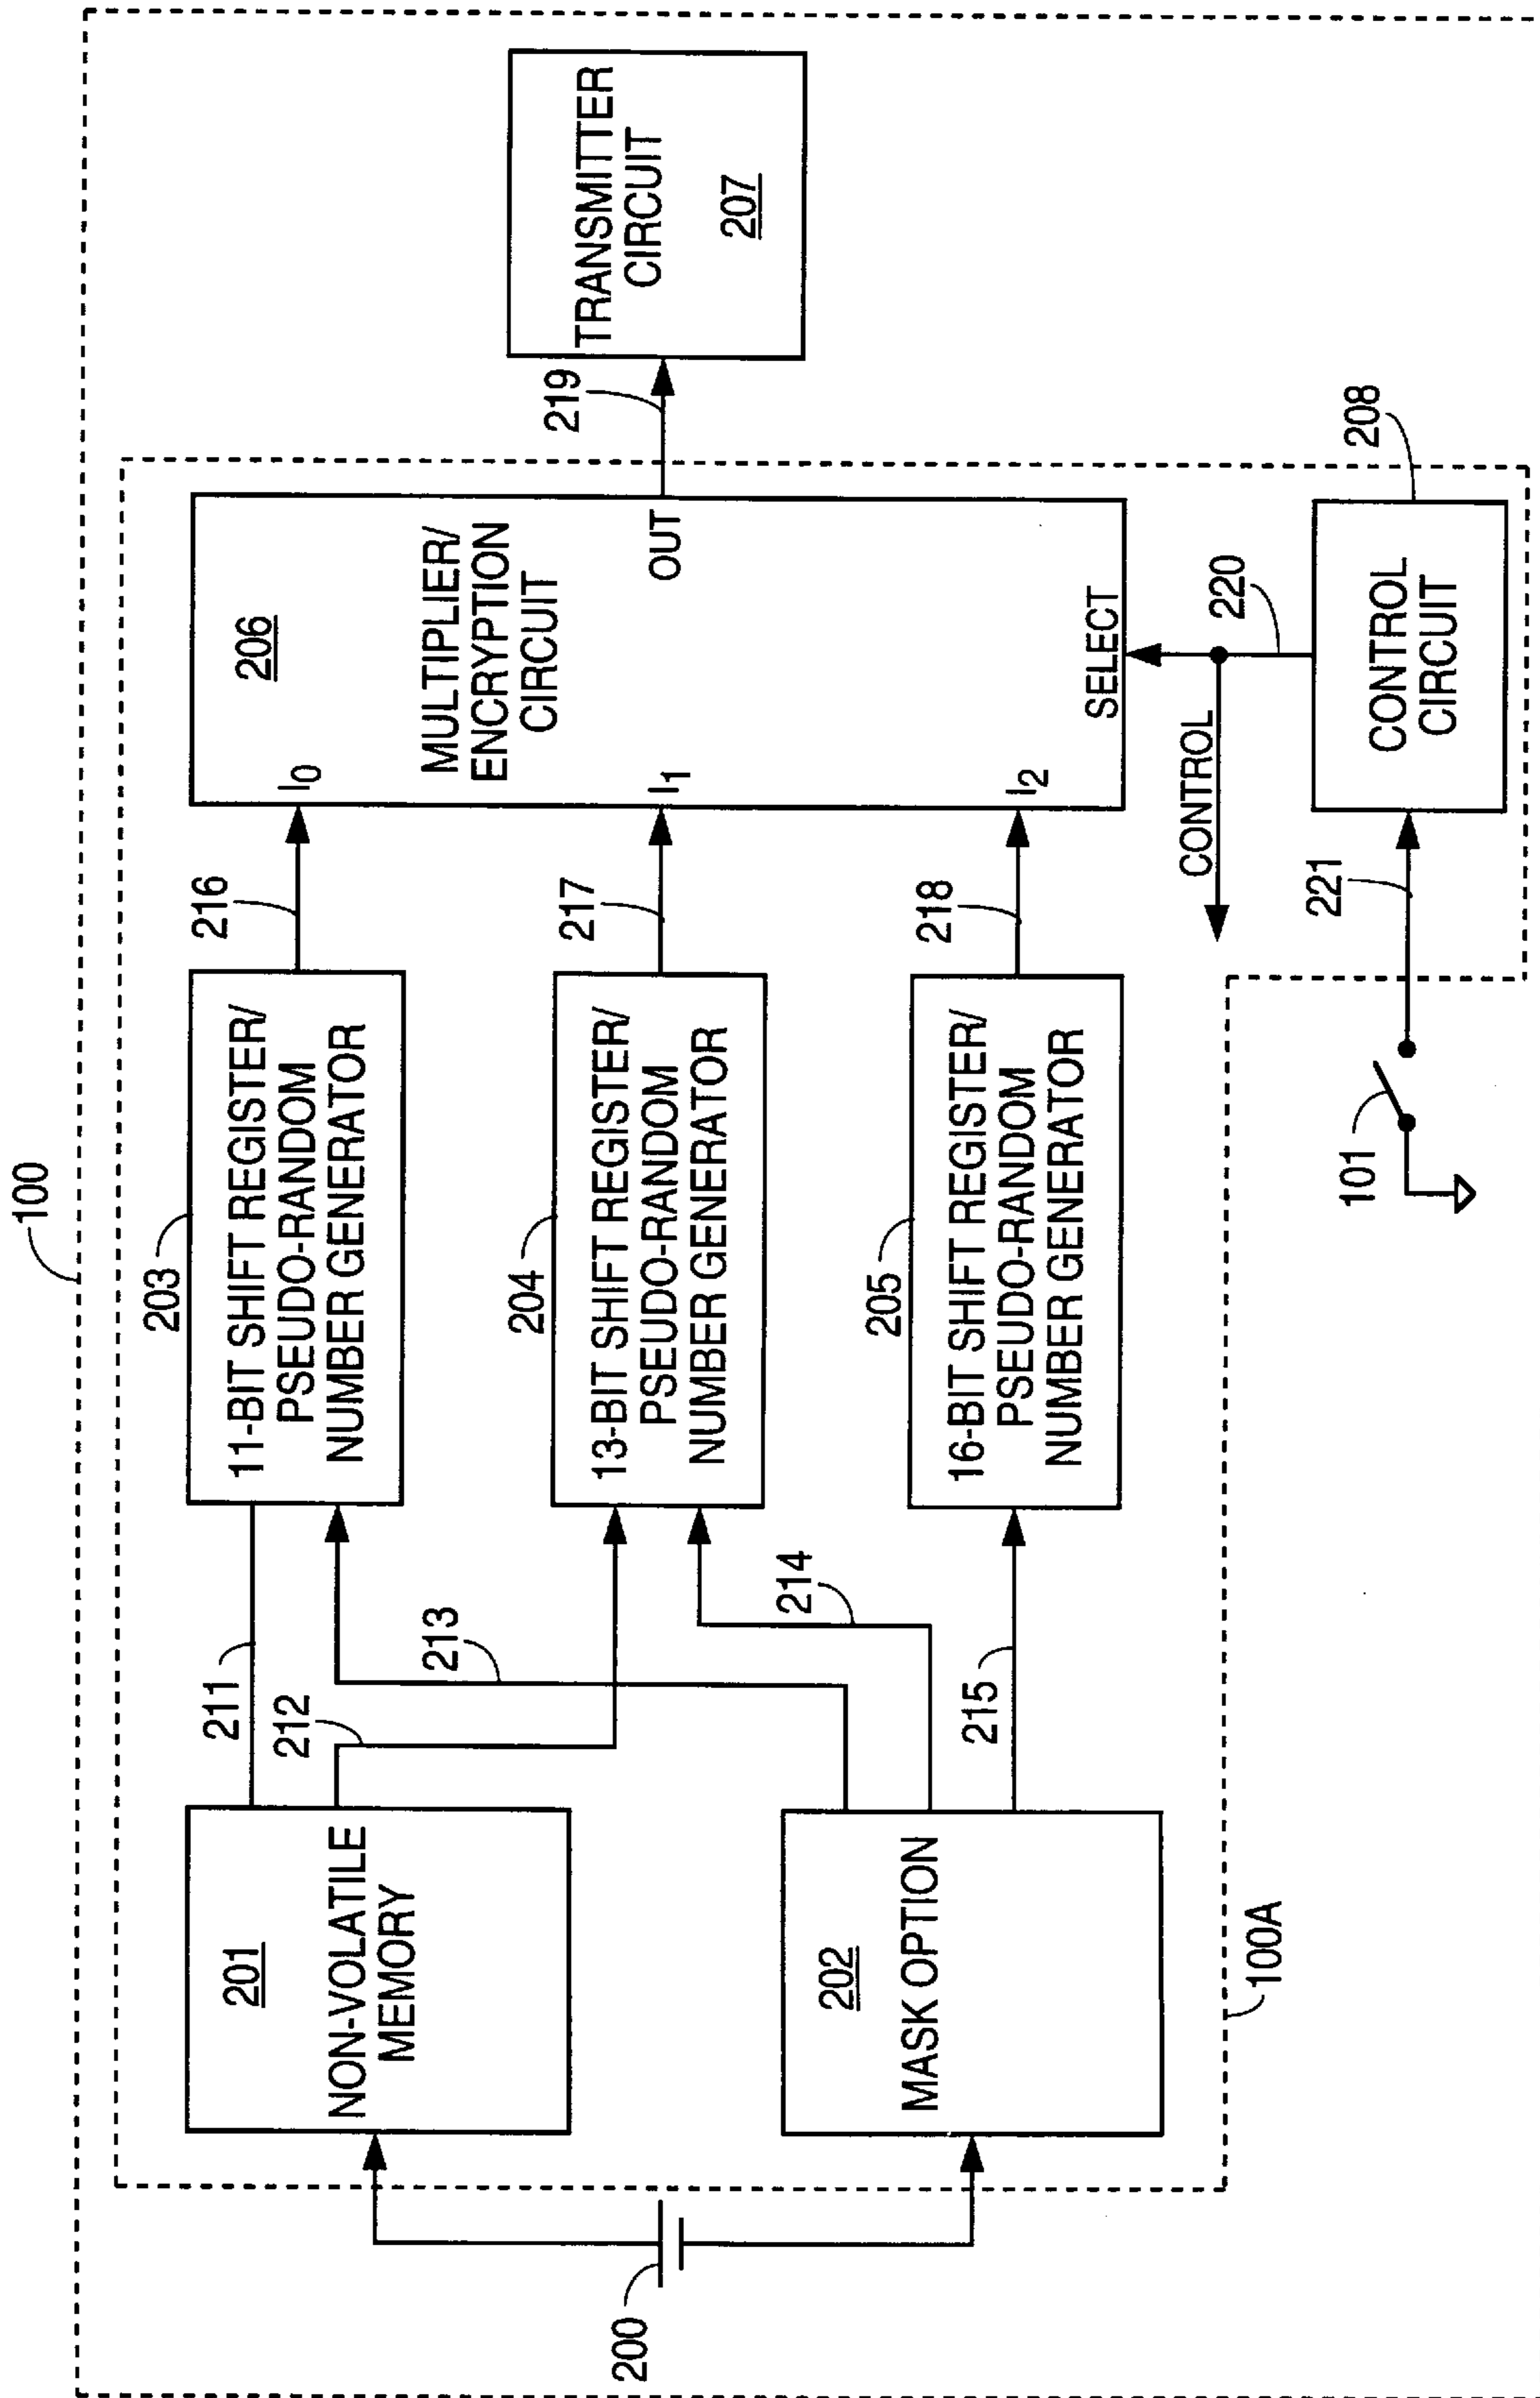 100
200
201
NON-VOLATILE
MEMORY
202
MASK OPTION
211
212
213
214
215
203
11-BIT SHIFT REGISTER/
PSEUDO-RANDOM
NUMBER GENERATOR
204
13-BIT SHIFT REGISTER/
PSEUDO-RANDOM
NUMBER GENERATOR
205
16-BIT SHIFT REGISTER/
PSEUDO-RANDOM
NUMBER GENERATOR
216
217
218
I0
I1
I2
206
MULTIPLIER/
ENCRYPTION
CIRCUIT
OUT
SELECT
219
TRANSMITTER
CIRCUIT
207
CONTROL
220
208
CONTROL
CIRCUIT
221
101
100A